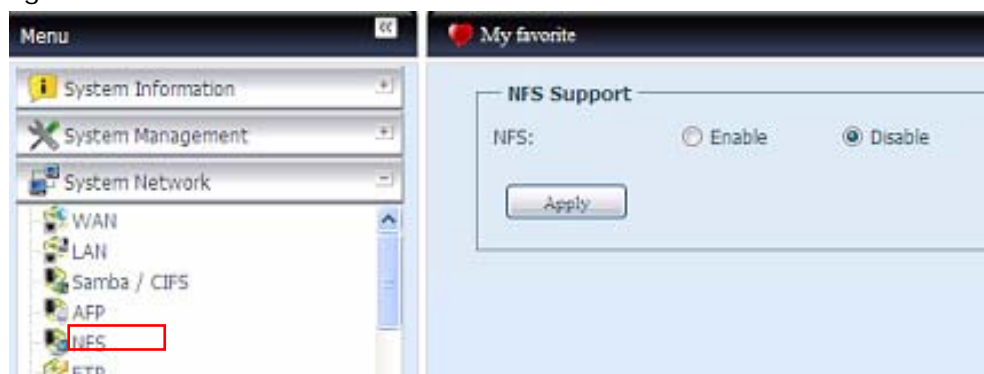 Menu
My favorite
System Information
System Management
System Network
WAN
LAN
Samba / CIFS
AFP
NFS
FTP
NFS Support
NFS:
Enable
Disable
Apply